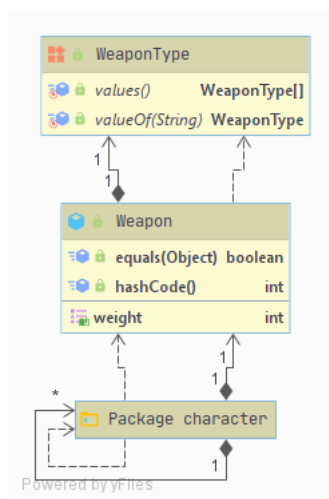 WeaponType
values() WeaponType[]
valueOf(String) WeaponType
1
1
Weapon
equals(Object) boolean
hashCode() int
weight int
1
1
*
Package character
1
Powered by yFiles